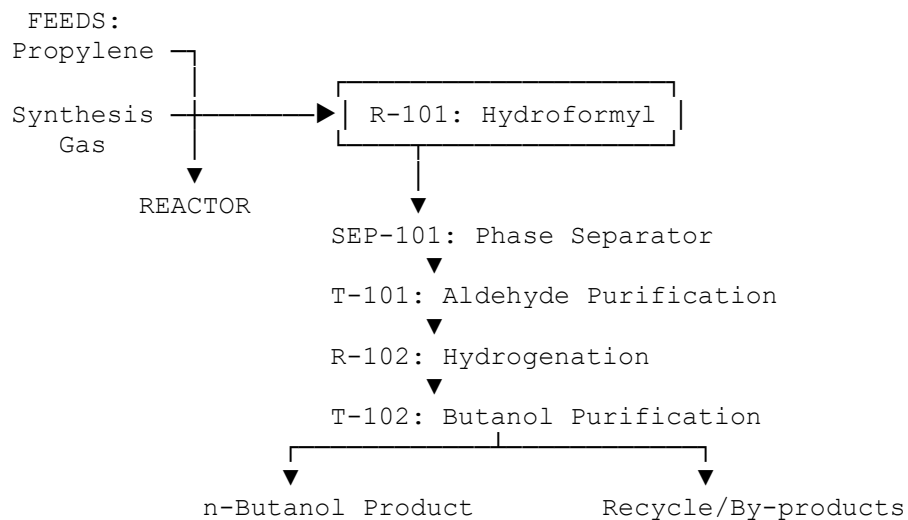 FEEDS:
Propylene
Synthesis
Gas
R-101: Hydroformyl
REACTOR
SEP-101: Phase Separator
T-101: Aldehyde Purification
R-102: Hydrogenation
T-102: Butanol Purification
n-Butanol Product
Recycle/By-products